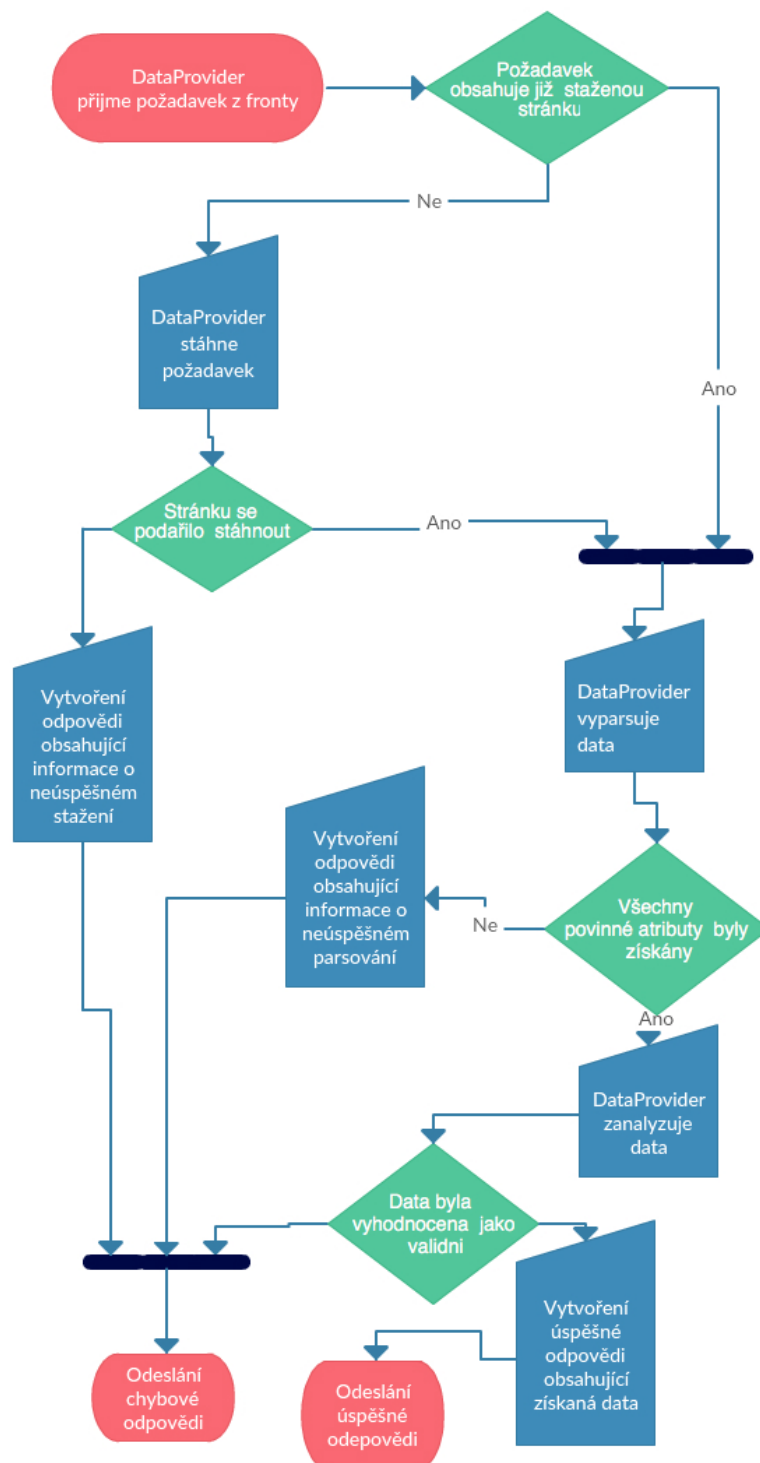 DataProvider
přijme požadavek z fronty
Požadavek
obsahuje již staženou
stránku
Ne
DataProvider
stáhne
požadavek
Ano
Stránku se
podařilo stáhnout
Ano
Vytvoření
odpovědi
obsahující
informace o
neúspěšném
stažení
DataProvider
vyparsuje
data
Vytvoření
odpovědi
obsahující
informace o
neúspěšném
parsování
Ne
Všechny
povinné atributy byly
získány
Ano
DataProvider
zanalyzuje
data
Data byla
vyhodnocena jako
validni
Vytvoření
úspěšné
odpovědi
obsahující
získaná data
Odeslání
chybové
odpovědi
Odeslání
úspěšné
odepovědi